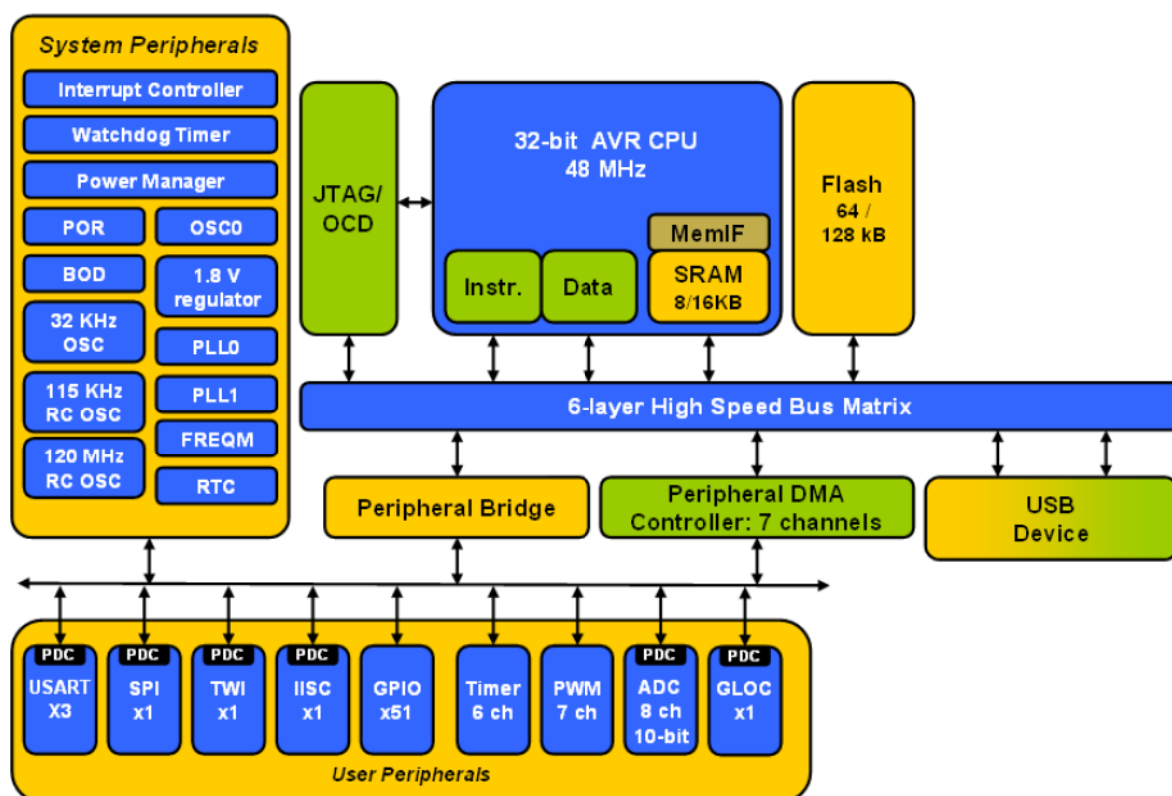 System Peripherals
Interrupt Controller
Watchdog Timer
Power Manager
POR
OSC0
BOD
1.8 V
regulator
32 KHz
OSC
PLL0
115 KHz
RC OSC
PLL1
FREQM
120 MHz
RC OSC
RTC
JTAG/
OCD
32-bit AVR CPU
48 MHz
Instr.
Data
MemIF
SRAM
8/16KB
Flash
64 /
128 kB
6-layer High Speed Bus Matrix
Peripheral Bridge
Peripheral DMA
Controller: 7 channels
USB
Device
PDC
USART
X3
PDC
SPI
x1
PDC
TWI
x1
PDC
IISC
x1
GPIO
x51
Timer
6 ch
PWM
7 ch
PDC
ADC
8 ch
10-bit
PDC
GLOC
x1
User Peripherals